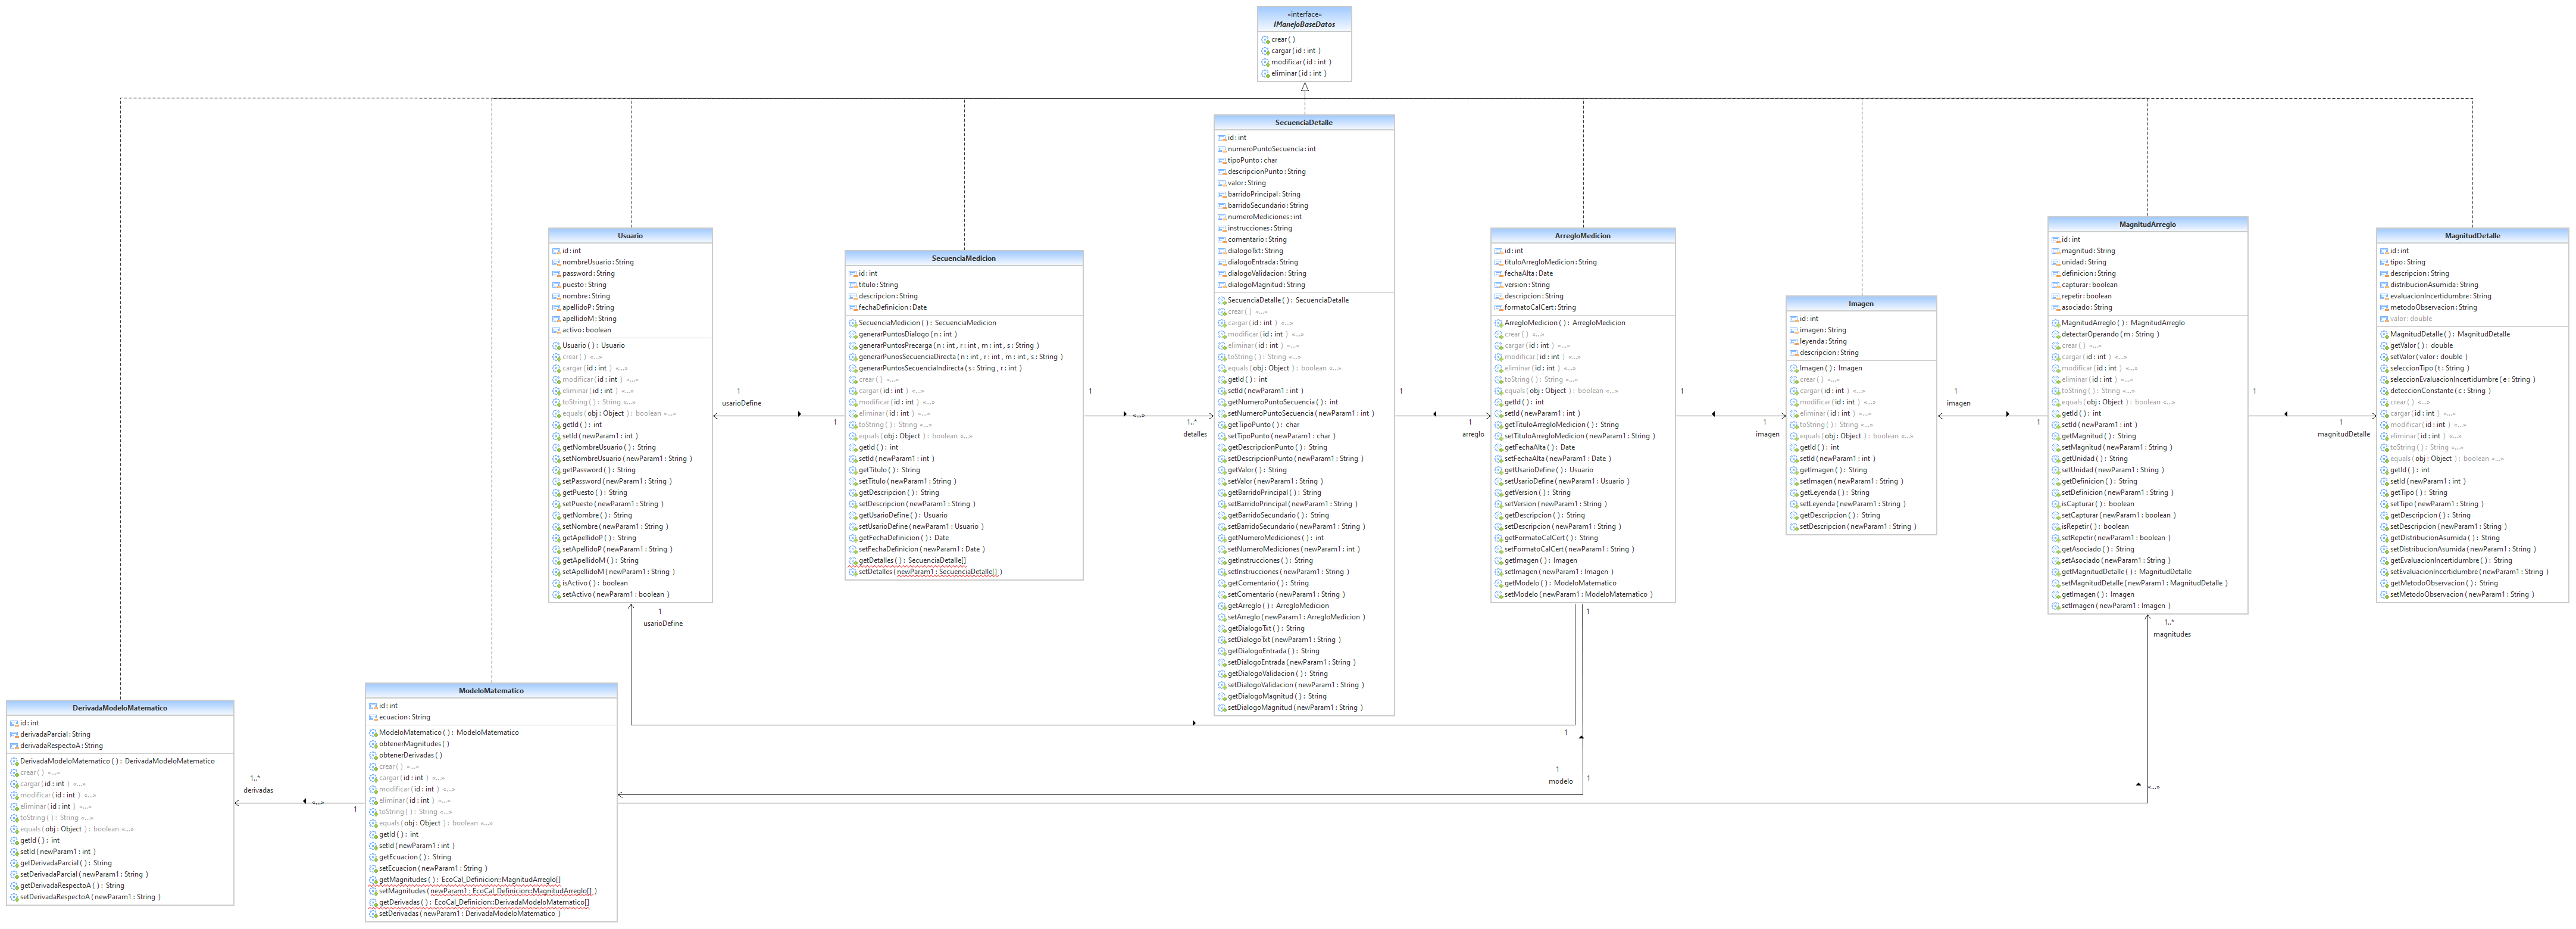 «interface»
IManejoBaseDatos
crear ( )
cargar ( id : int )
modificar ( id : int )
eliminar ( id : int )
SecuenciaDetalle
id : int
numeroPuntoSecuencia : int
tipoPunto : char
descripcionPunto : String
valor : String
barridoPrincipal : String
barridoSecundario : String
numeroMediciones : int
instrucciones : String
comentario : String
dialogoTxt : String
dialogoEntrada : String
dialogoValidacion : String
dialogoMagnitud : String
SecuenciaDetalle ( ) : SecuenciaDetalle
crear ( ) «...»
cargar ( id : int ) «...»
modificar ( id : int ) «...»
eliminar ( id : int ) «...»
toString ( ) : String «...»
equals ( obj : Object ) : boolean «...»
getId ( ) : int
setId ( newParam1 : int )
getNumeroPuntoSecuencia ( ) : int
setNumeroPuntoSecuencia ( newParam1 : int )
getTipoPunto ( ) : char
setTipoPunto ( newParam1 : char )
getDescripcionPunto ( ) : String
setDescripcionPunto ( newParam1 : String )
getValor ( ) : String
setValor ( newParam1 : String )
getBarridoPrincipal ( ) : String
setBarridoPrincipal ( newParam1 : String )
getBarridoSecundario ( ) : String
setBarridoSecundario ( newParam1 : String )
getNumeroMediciones ( ) : int
setNumeroMediciones ( newParam1 : int )
getInstrucciones ( ) : String
setInstrucciones ( newParam1 : String )
getComentario ( ) : String
setComentario ( newParam1 : String )
getArreglo ( ) : ArregloMedicion
setArreglo ( newParam1 : ArregloMedicion )
getDialogoTxt ( ) : String
setDialogoTxt ( newParam1 : String )
getDialogoEntrada ( ) : String
setDialogoEntrada ( newParam1 : String )
getDialogoValidacion ( ) : String
setDialogoValidacion ( newParam1 : String )
getDialogoMagnitud ( ) : String
setDialogoMagnitud ( newParam1 : String )
Usuario
id : int
nombreUsuario : String
password : String
puesto : String
nombre : String
apellidoP : String
apellidoM : String
activo : boolean
Usuario ( ) : Usuario
crear ( ) «...»
cargar ( id : int ) «...»
modificar ( id : int ) «...»
eliminar ( id : int ) «...»
toString ( ) : String «...»
equals ( obj : Object ) : boolean «...»
getId ( ) : int
setId ( newParam1 : int )
getNombreUsuario ( ) : String
setNombreUsuario ( newParam1 : String )
getPassword ( ) : String
setPassword ( newParam1 : String )
getPuesto ( ) : String
setPuesto ( newParam1 : String )
getNombre ( ) : String
setNombre ( newParam1 : String )
getApellidoP ( ) : String
setApellidoP ( newParam1 : String )
getApellidoM ( ) : String
setApellidoM ( newParam1 : String )
isActivo ( ) : boolean
setActivo ( newParam1 : boolean )
1
usarioDefine
1
SecuenciaMedicion
id : int
titulo : String
descripcion : String
fechaDefinicion : Date
SecuenciaMedicion ( ) : SecuenciaMedicion
generarPuntosDialogo ( n : int )
generarPuntosPrecarga ( n : int , r : int , m : int , s : String )
generarPunosSecuenciaDirecta ( n : int , r : int , m : int , s : String )
generarPuntosSecuenciaIndirecta ( s : String , r : int )
crear ( ) «...»
cargar ( id : int ) «...»
modificar ( id : int ) «...»
eliminar ( id : int ) «...»
toString ( ) : String «...»
equals ( obj : Object ) : boolean «...»
getId ( ) : int
setId ( newParam1 : int )
getTitulo ( ) : String
setTitulo ( newParam1 : String )
getDescripcion ( ) : String
setDescripcion ( newParam1 : String )
getUsarioDefine ( ) : Usuario
setUsarioDefine ( newParam1 : Usuario )
getFechaDefinicion ( ) : Date
setFechaDefinicion ( newParam1 : Date )
getDetalles ( ) : SecuenciaDetalle[]
setDetalles ( newParam1 : SecuenciaDetalle[] )
1
«...»
1..*
detalles
1
1
arreglo
ArregloMedicion
id : int
tituloArregloMedicion : String
fechaAlta : Date
version : String
descripcion : String
formatoCalCert : String
ArregloMedicion ( ) : ArregloMedicion
crear ( ) «...»
cargar ( id : int ) «...»
modificar ( id : int ) «...»
eliminar ( id : int ) «...»
toString ( ) : String «...»
equals ( obj : Object ) : boolean «...»
getId ( ) : int
setId ( newParam1 : int )
getTituloArregloMedicion ( ) : String
setTituloArregloMedicion ( newParam1 : String )
getFechaAlta ( ) : Date
setFechaAlta ( newParam1 : Date )
getUsarioDefine ( ) : Usuario
setUsarioDefine ( newParam1 : Usuario )
getVersion ( ) : String
setVersion ( newParam1 : String )
getDescripcion ( ) : String
setDescripcion ( newParam1 : String )
getFormatoCalCert ( ) : String
setFormatoCalCert ( newParam1 : String )
getImagen ( ) : Imagen
setImagen ( newParam1 : Imagen )
getModelo ( ) : ModeloMatematico
setModelo ( newParam1 : ModeloMatematico )
1
1
imagen
Imagen
id : int
imagen : String
leyenda : String
descripcion : String
Imagen ( ) : Imagen
crear ( ) «...»
cargar ( id : int ) «...»
modificar ( id : int ) «...»
eliminar ( id : int ) «...»
toString ( ) : String «...»
equals ( obj : Object ) : boolean «...»
getId ( ) : int
setId ( newParam1 : int )
getImagen ( ) : String
setImagen ( newParam1 : String )
getLeyenda ( ) : String
setLeyenda ( newParam1 : String )
getDescripcion ( ) : String
setDescripcion ( newParam1 : String )
1
imagen
1
MagnitudArreglo
id : int
magnitud : String
unidad : String
definicion : String
capturar : boolean
repetir : boolean
asociado : String
MagnitudArreglo ( ) : MagnitudArreglo
detectarOperando ( m : String )
crear ( ) «...»
cargar ( id : int ) «...»
modificar ( id : int ) «...»
eliminar ( id : int ) «...»
toString ( ) : String «...»
equals ( obj : Object ) : boolean «...»
getId ( ) : int
setId ( newParam1 : int )
getMagnitud ( ) : String
setMagnitud ( newParam1 : String )
getUnidad ( ) : String
setUnidad ( newParam1 : String )
getDefinicion ( ) : String
setDefinicion ( newParam1 : String )
isCapturar ( ) : boolean
setCapturar ( newParam1 : boolean )
isRepetir ( ) : boolean
setRepetir ( newParam1 : boolean )
getAsociado ( ) : String
setAsociado ( newParam1 : String )
getMagnitudDetalle ( ) : MagnitudDetalle
setMagnitudDetalle ( newParam1 : MagnitudDetalle )
getImagen ( ) : Imagen
setImagen ( newParam1 : Imagen )
1
1
magnitudDetalle
MagnitudDetalle
id : int
tipo : String
descripcion : String
distribucionAsumida : String
evaluacionIncertidumbre : String
metodoObservacion : String
valor : double
MagnitudDetalle ( ) : MagnitudDetalle
getValor ( ) : double
setValor ( valor : double )
seleccionTipo ( t : String )
seleccionEvaluacionIncertidumbre ( e : String )
deteccionConstante ( c : String )
crear ( ) «...»
cargar ( id : int ) «...»
modificar ( id : int ) «...»
eliminar ( id : int ) «...»
toString ( ) : String «...»
equals ( obj : Object ) : boolean «...»
getId ( ) : int
setId ( newParam1 : int )
getTipo ( ) : String
setTipo ( newParam1 : String )
getDescripcion ( ) : String
setDescripcion ( newParam1 : String )
getDistribucionAsumida ( ) : String
setDistribucionAsumida ( newParam1 : String )
getEvaluacionIncertidumbre ( ) : String
setEvaluacionIncertidumbre ( newParam1 : String )
getMetodoObservacion ( ) : String
setMetodoObservacion ( newParam1 : String )
1
usarioDefine
1
1
1
modelo
1
1..*
magnitudes
«...»
DerivadaModeloMatematico
id : int
derivadaParcial : String
derivadaRespectoA : String
DerivadaModeloMatematico ( ) : DerivadaModeloMatematico
crear ( ) «...»
cargar ( id : int ) «...»
modificar ( id : int ) «...»
eliminar ( id : int ) «...»
toString ( ) : String «...»
equals ( obj : Object ) : boolean «...»
getId ( ) : int
setId ( newParam1 : int )
getDerivadaParcial ( ) : String
setDerivadaParcial ( newParam1 : String )
getDerivadaRespectoA ( ) : String
setDerivadaRespectoA ( newParam1 : String )
1..*
derivadas
«...»
1
ModeloMatematico
id : int
ecuacion : String
ModeloMatematico ( ) : ModeloMatematico
obtenerMagnitudes ( )
obtenerDerivadas ( )
crear ( ) «...»
cargar ( id : int ) «...»
modificar ( id : int ) «...»
eliminar ( id : int ) «...»
toString ( ) : String «...»
equals ( obj : Object ) : boolean «...»
getId ( ) : int
setId ( newParam1 : int )
getEcuacion ( ) : String
setEcuacion ( newParam1 : String )
getMagnitudes ( ) : EcoCal_Definicion::MagnitudArreglo[]
setMagnitudes ( newParam1 : EcoCal_Definicion::MagnitudArreglo[] )
getDerivadas ( ) : EcoCal_Definicion::DerivadaModeloMatematico[]
setDerivadas ( newParam1 : DerivadaModeloMatematico )